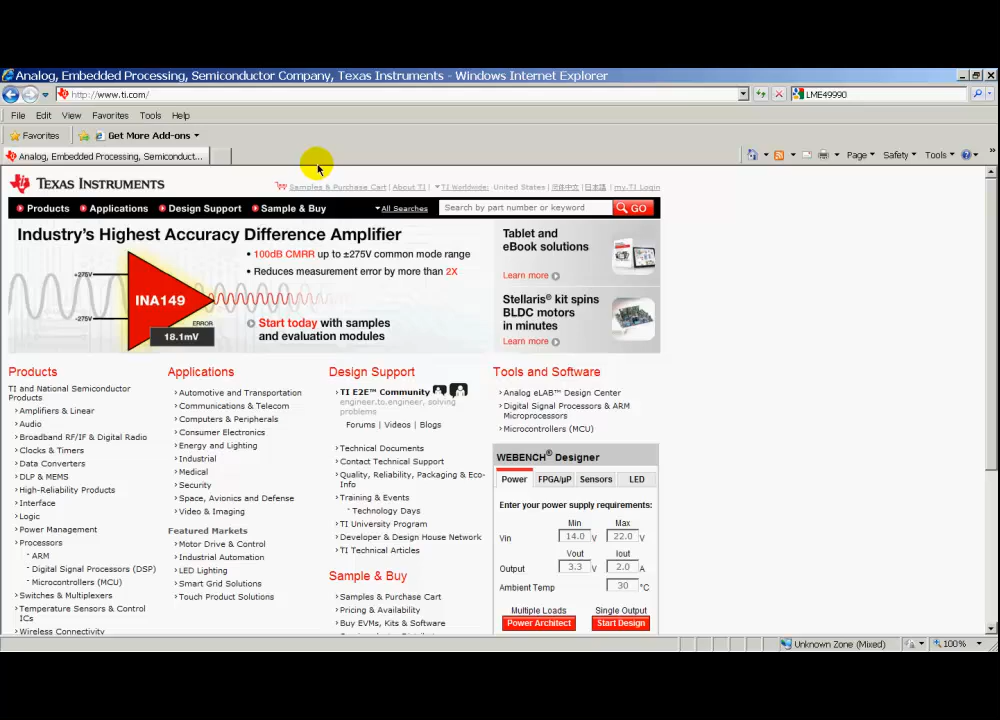 Analog, Embedded Processing, Semiconductor Company, Texas Instruments - Windows Internet Explorer
http://www.ti.com/
LME49990
File Edit View Favorites Tools Help
Favorites Get More Add-ons
Analog, Embedded Processing, Semiconduct...
Page Safety Tools
TEXAS INSTRUMENTS
Samples & Purchase Cart | About TI | TI Worldwide: United States | 简体中文 | 日本語 | my.TI Login
Products Applications Design Support Sample & Buy All Searches Search by part number or keyword GO
Industry's Highest Accuracy Difference Amplifier
• 100dB CMRR up to ±275V common mode range
• Reduces measurement error by more than 2X
+275V
-275V
INA149
ERROR
18.1mV
Start today with samples
and evaluation modules
Tablet and
eBook solutions
Learn more
Stellaris® kit spins
BLDC motors
in minutes
Learn more
Products
TI and National Semiconductor
Products
Amplifiers & Linear
Audio
Broadband RF/IF & Digital Radio
Clocks & Timers
Data Converters
DLP & MEMS
High-Reliability Products
Interface
Logic
Power Management
Processors
ARM
Digital Signal Processors (DSP)
Microcontrollers (MCU)
Switches & Multiplexers
Temperature Sensors & Control
ICs
Wireless Connectivity
Applications
Automotive and Transportation
Communications & Telecom
Computers & Peripherals
Consumer Electronics
Energy and Lighting
Industrial
Medical
Security
Space, Avionics and Defense
Video & Imaging
Featured Markets
Motor Drive & Control
Industrial Automation
LED Lighting
Smart Grid Solutions
Touch Product Solutions
Design Support
TI E2E™ Community
engineer.to.engineer, solving
problems
Forums | Videos | Blogs
Technical Documents
Contact Technical Support
Quality, Reliability, Packaging & Eco-
Info
Training & Events
Technology Days
TI University Program
Developer & Design House Network
TI Technical Articles
Sample & Buy
Samples & Purchase Cart
Pricing & Availability
Buy EVMs, Kits & Software
Tools and Software
Analog eLAB™ Design Center
Digital Signal Processors & ARM
Microprocessors
Microcontrollers (MCU)
WEBENCH® Designer
Power FPGA/µP Sensors LED
Enter your power supply requirements:
Min Max
Vin 14.0 V 22.0 V
Vout Iout
Output 3.3 V 2.0 A
Ambient Temp 30 °C
Multiple Loads Single Output
Power Architect Start Design
Unknown Zone (Mixed) 100%